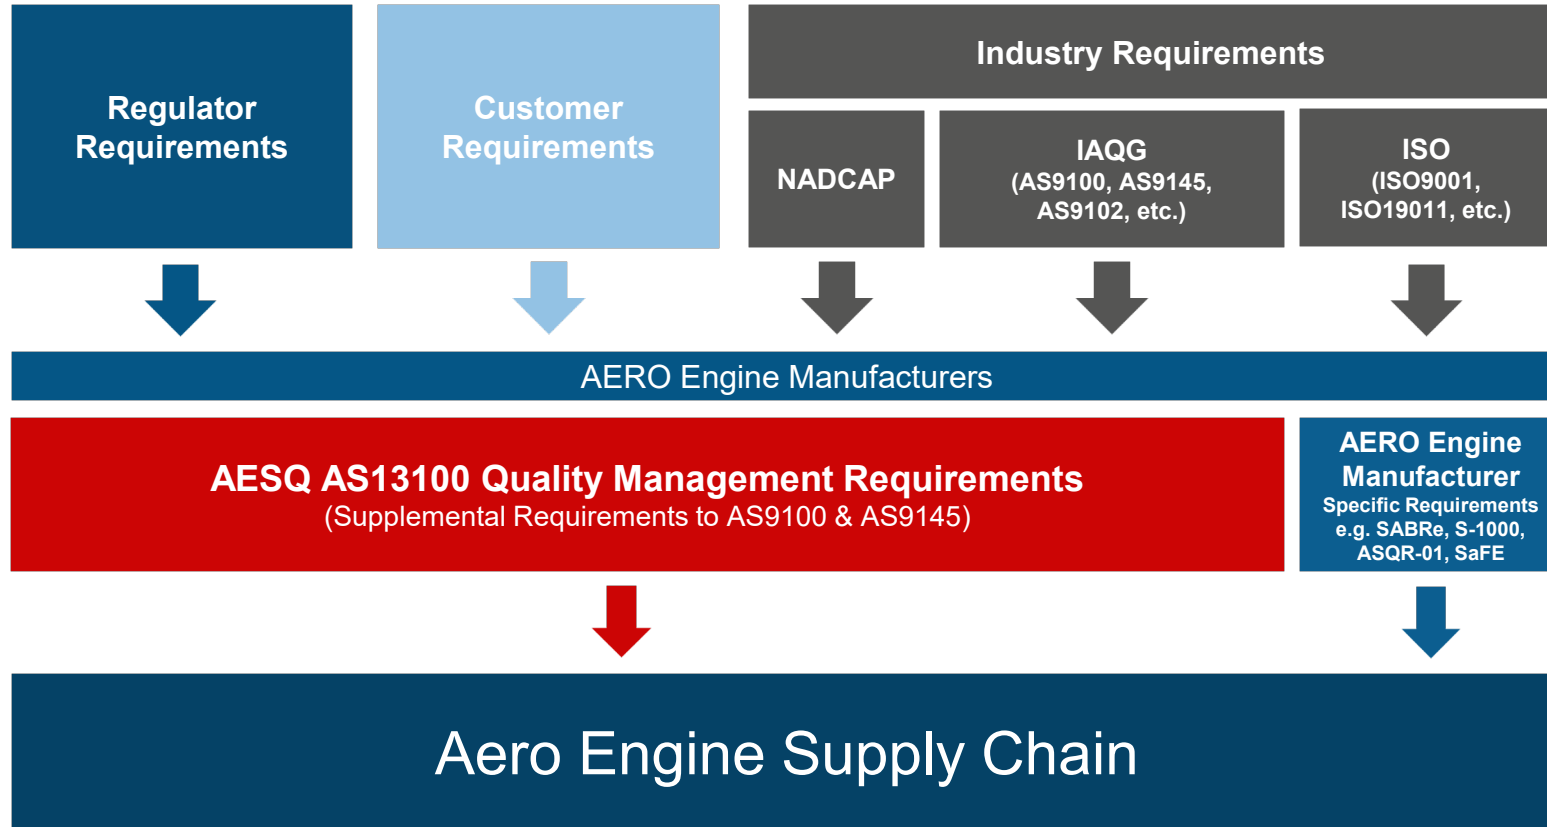 Regulator
Requirements
Customer
Requirements
Industry Requirements
NADCAP
IAQG
(AS9100, AS9145,
AS9102, etc.)
ISO
(ISO9001,
ISO19011, etc.)
AERO Engine Manufacturers
AESQ AS13100 Quality Management Requirements
(Supplemental Requirements to AS9100 & AS9145)
AERO Engine
Manufacturer
Specific Requirements
e.g. SABRe, S-1000,
ASQR-01, SaFE
Aero Engine Supply Chain